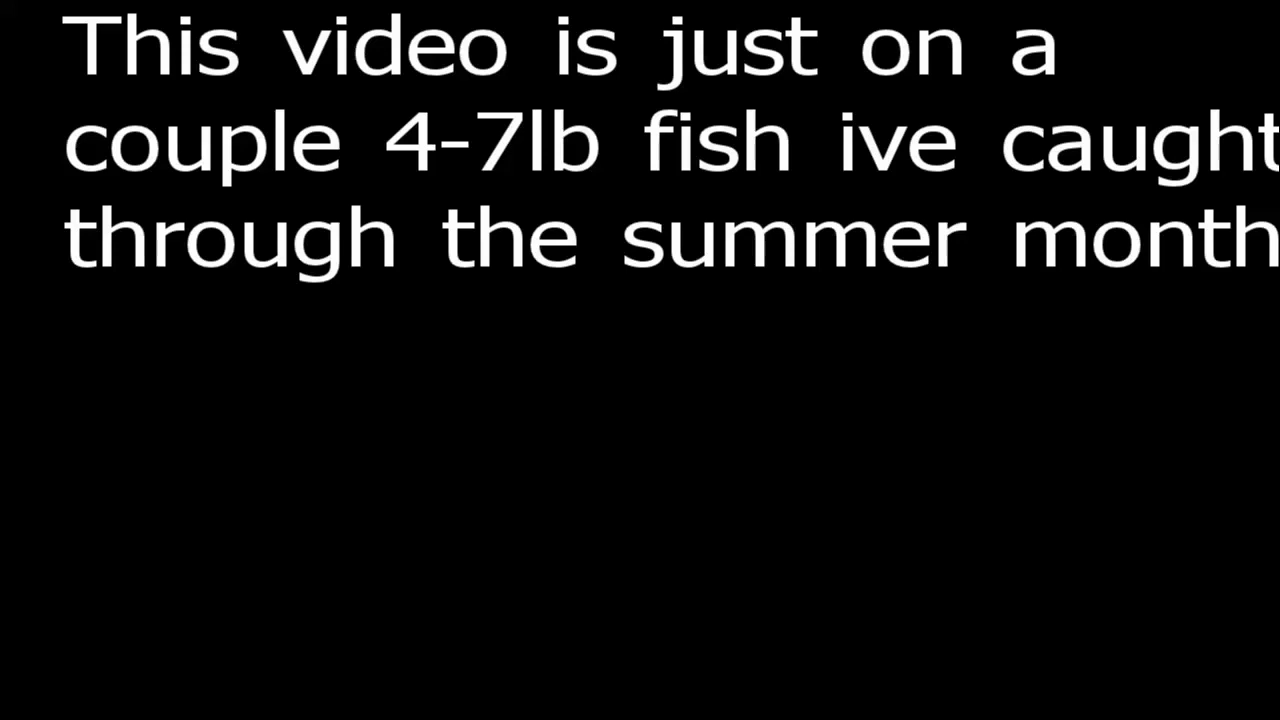 This video is just on a
couple 4-7lb fish ive caught
through the summer month